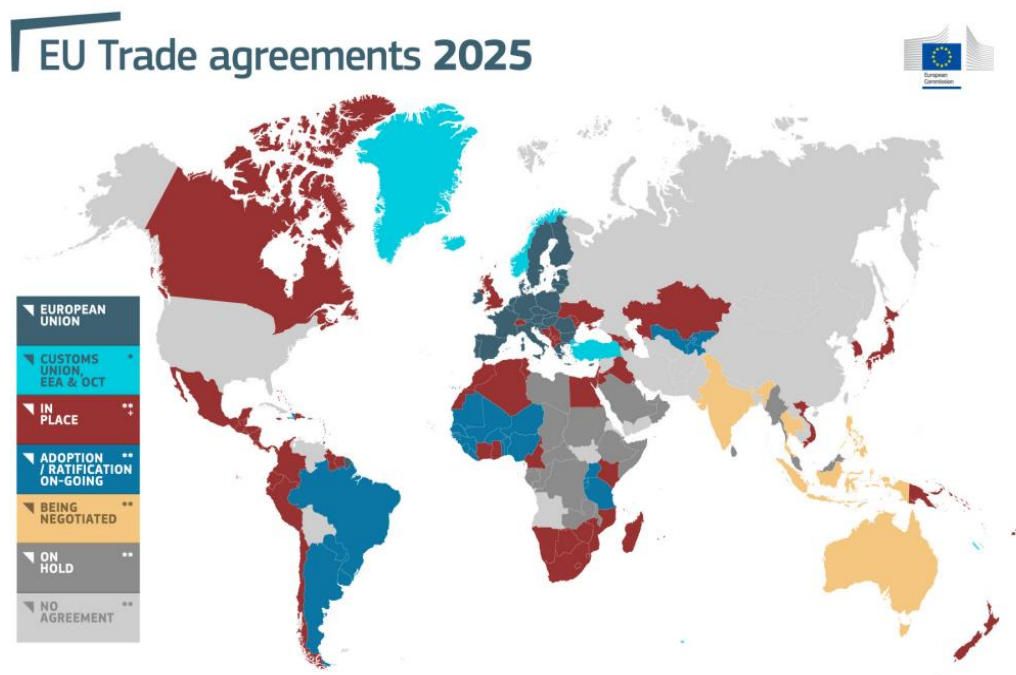 EU Trade agreements 2025
European
Commission
EUROPEAN
UNION
CUSTOMS *
UNION,
EEA & OCT
IN **
PLACE +
ADOPTION **
/ RATIFICATION
ON-GOING
BEING **
NEGOTIATED
ON **
HOLD
NO **
AGREEMENT